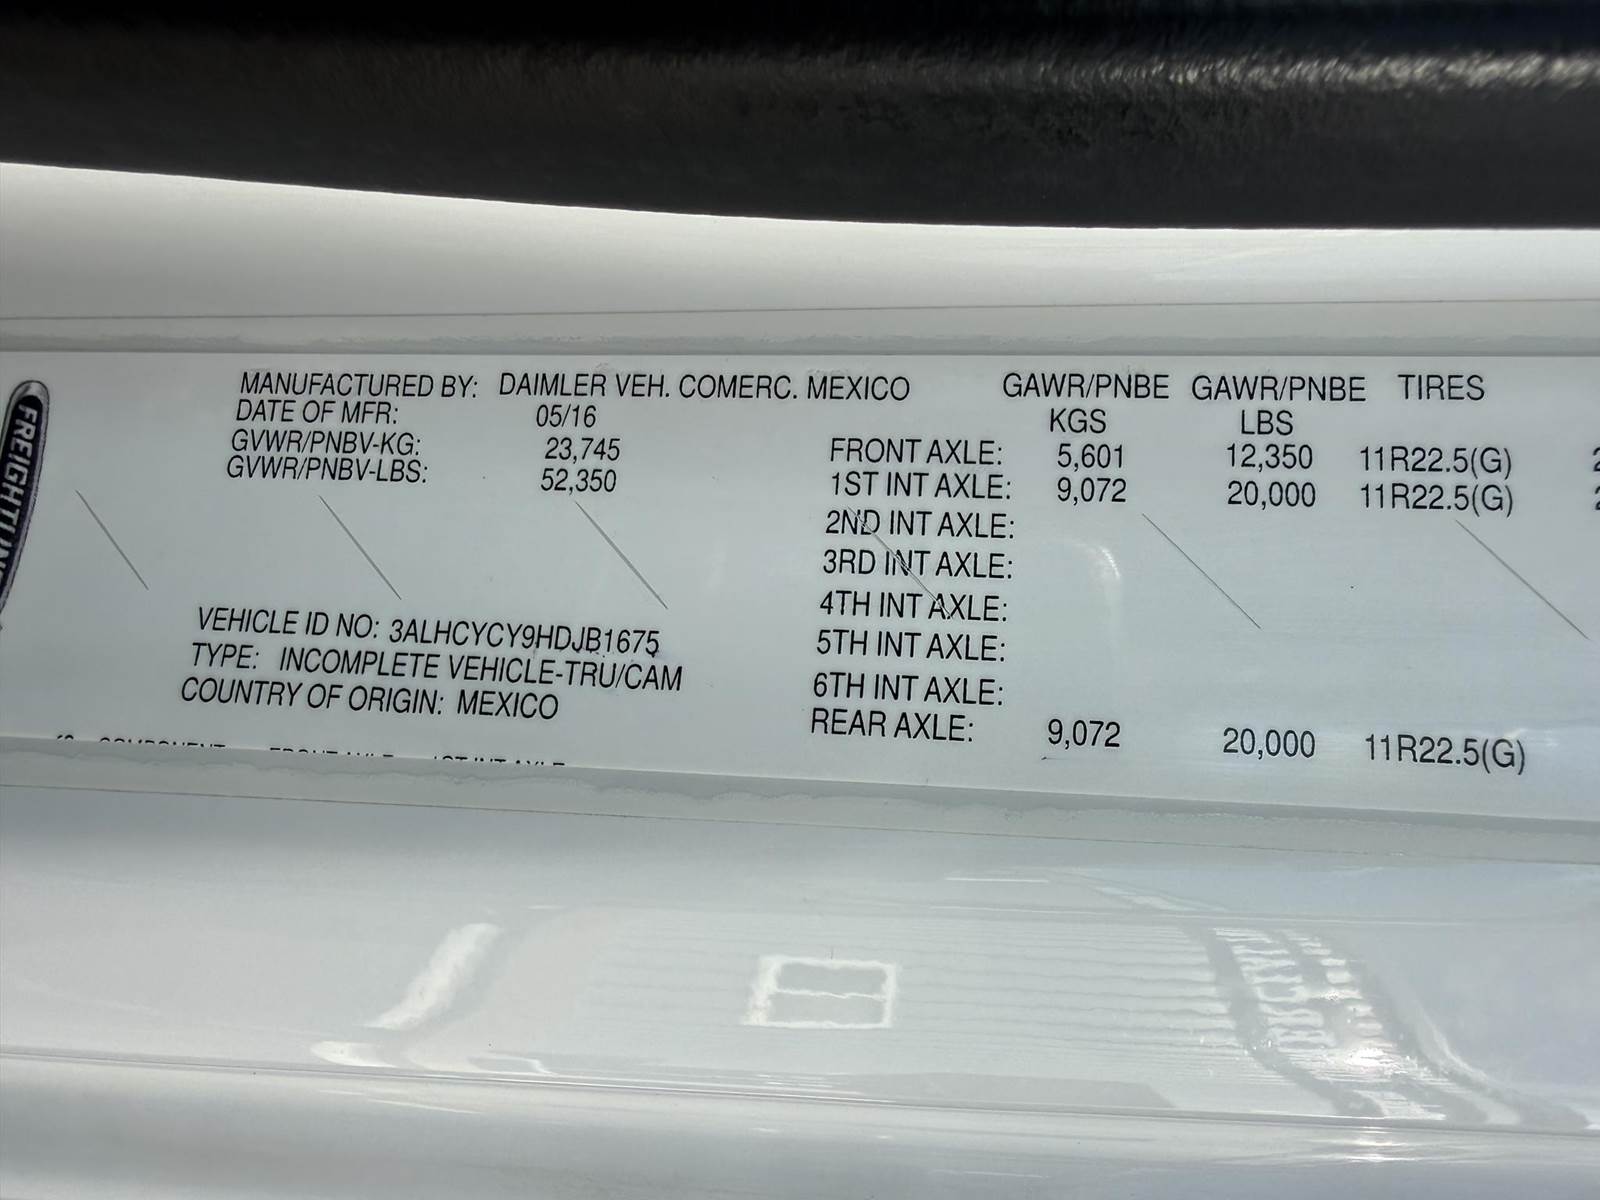 FREIGHTLIN
MANUFACTURED BY: DAIMLER VEH. COMERC. MEXICO
DATE OF MFR: 05/16
GVWR/PNBV-KG: 23,745
GVWR/PNBV-LBS: 52,350
VEHICLE ID NO: 3ALHCYCY9HDJB1675
TYPE: INCOMPLETE VEHICLE-TRU/CAM
COUNTRY OF ORIGIN: MEXICO
GAWR/PNBE GAWR/PNBE TIRES
KGS LBS
FRONT AXLE: 5,601 12,350 11R22.5(G)
1ST INT AXLE: 9,072 20,000 11R22.5(G)
2ND INT AXLE:
3RD INT AXLE:
4TH INT AXLE:
5TH INT AXLE:
6TH INT AXLE:
REAR AXLE: 9,072 20,000 11R22.5(G)